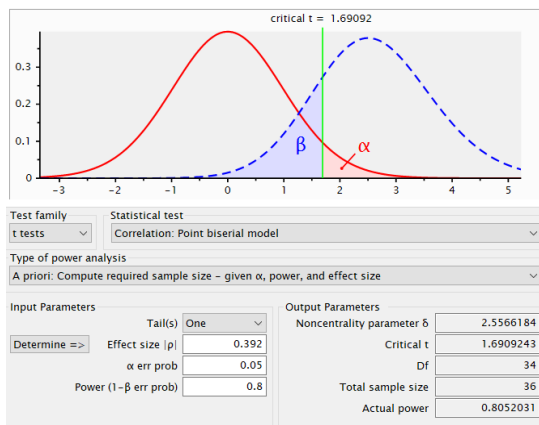 critical t = 1.69092
0.3
0.2
0.1
0
β
α
-3 -2 -1 0 1 2 3 4 5
Test family Statistical test
t tests Correlation: Point biserial model
Type of power analysis
A priori: Compute required sample size – given α, power, and effect size
Input Parameters Output Parameters
Tail(s) One Noncentrality parameter δ 2.5566184
Determine => Effect size |ρ| 0.392 Critical t 1.6909243
α err prob 0.05 Df 34
Power (1-β err prob) 0.8 Total sample size 36
Actual power 0.8052031